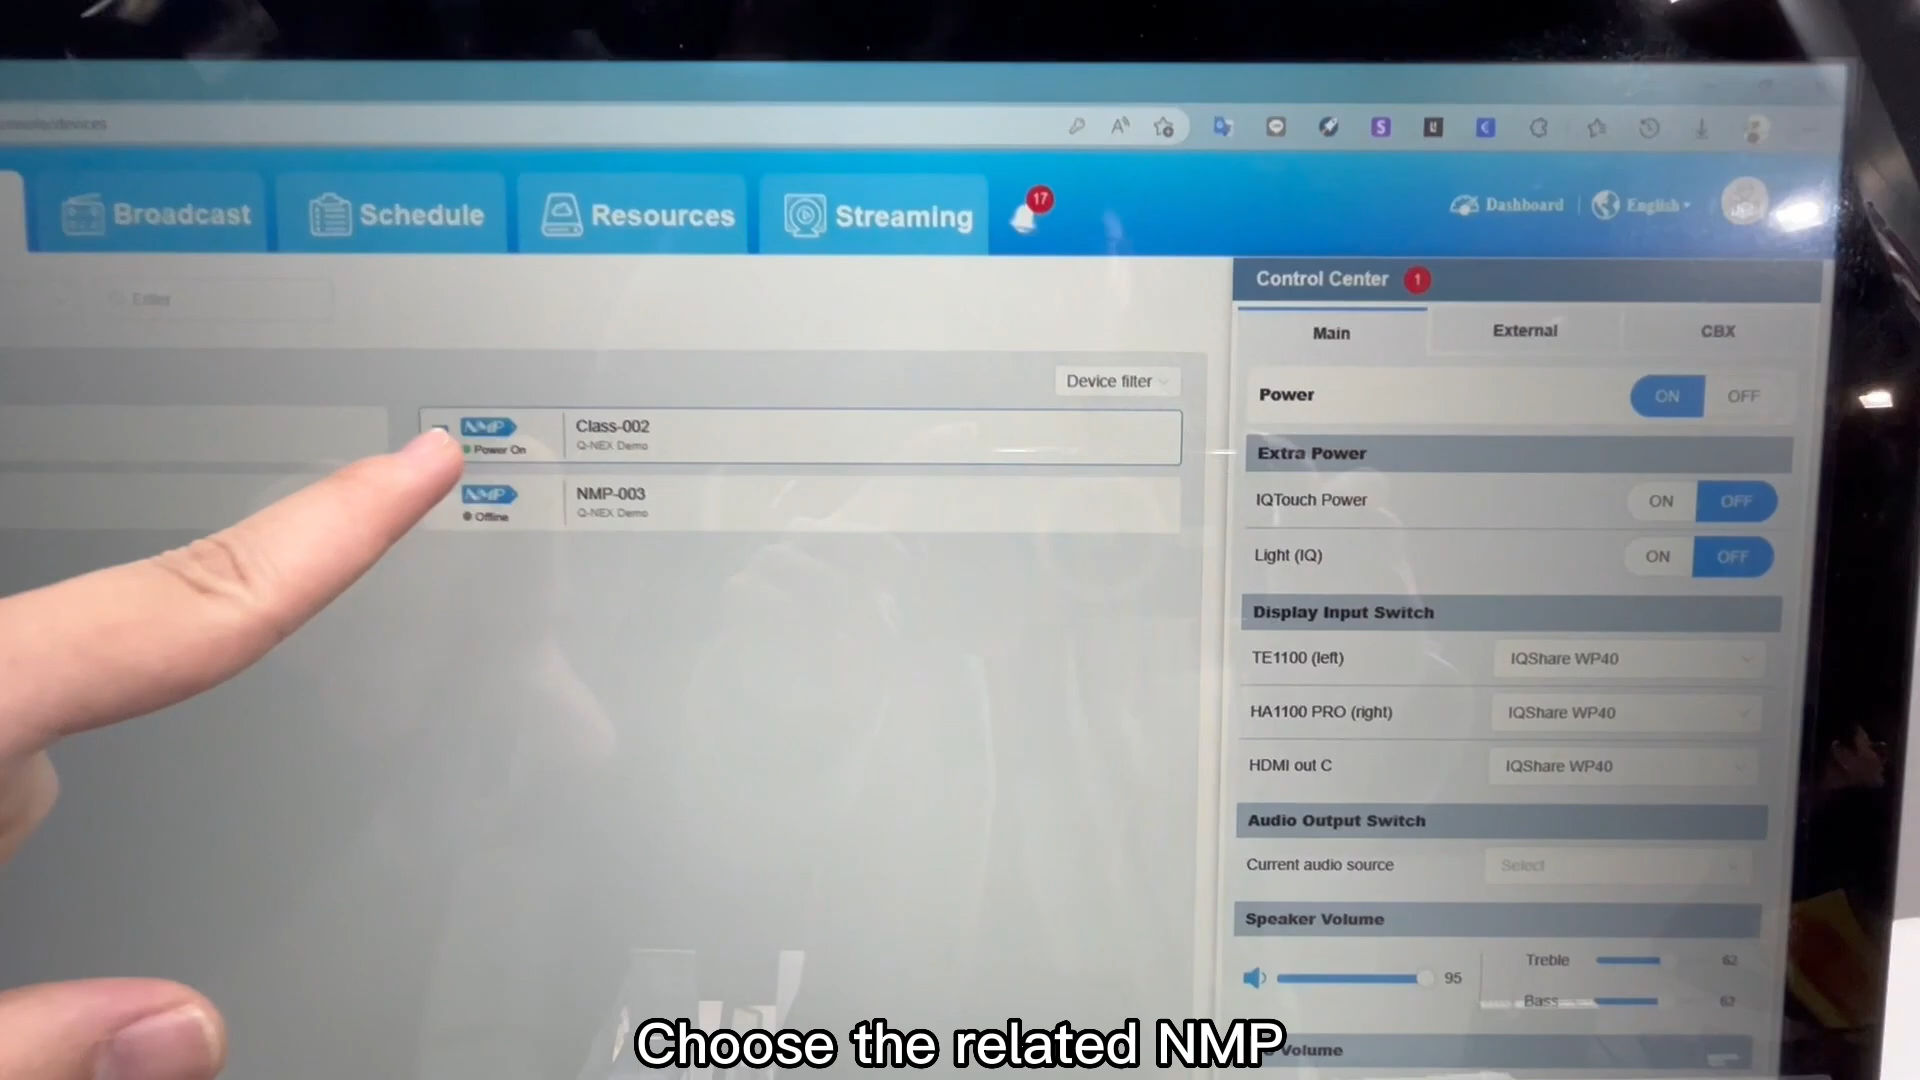 Broadcast
Schedule
Resources
Streaming
17
Dashboard
English
Enter
Control Center 1
Main
External
CBX
Device filter
Power
ON
OFF
NMP
Power On
Class-002
Q-NEX Demo
NMP
Offline
NMP-003
Q-NEX Demo
Extra Power
IQTouch Power
ON
OFF
Light (IQ)
ON
OFF
Display Input Switch
TE1100 (left)
IQShare WP40
HA1100 PRO (right)
IQShare WP40
HDMI out C
IQShare WP40
Audio Output Switch
Current audio source
Select
Speaker Volume
95
Treble
62
Bass
62
Volume
Choose the related NMP